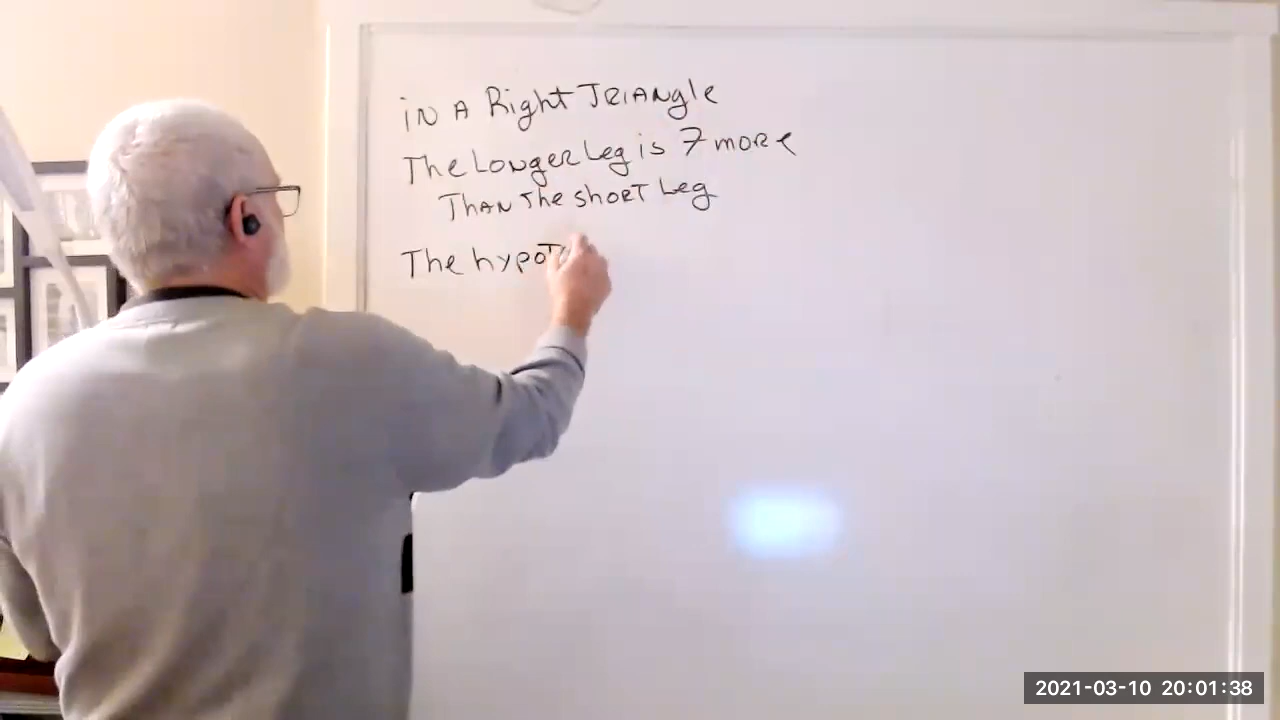 in A Right TRIANgle
The Longer Leg is 7 more
Than The shorT Leg
The hypoT
2021-03-10 20:01:38